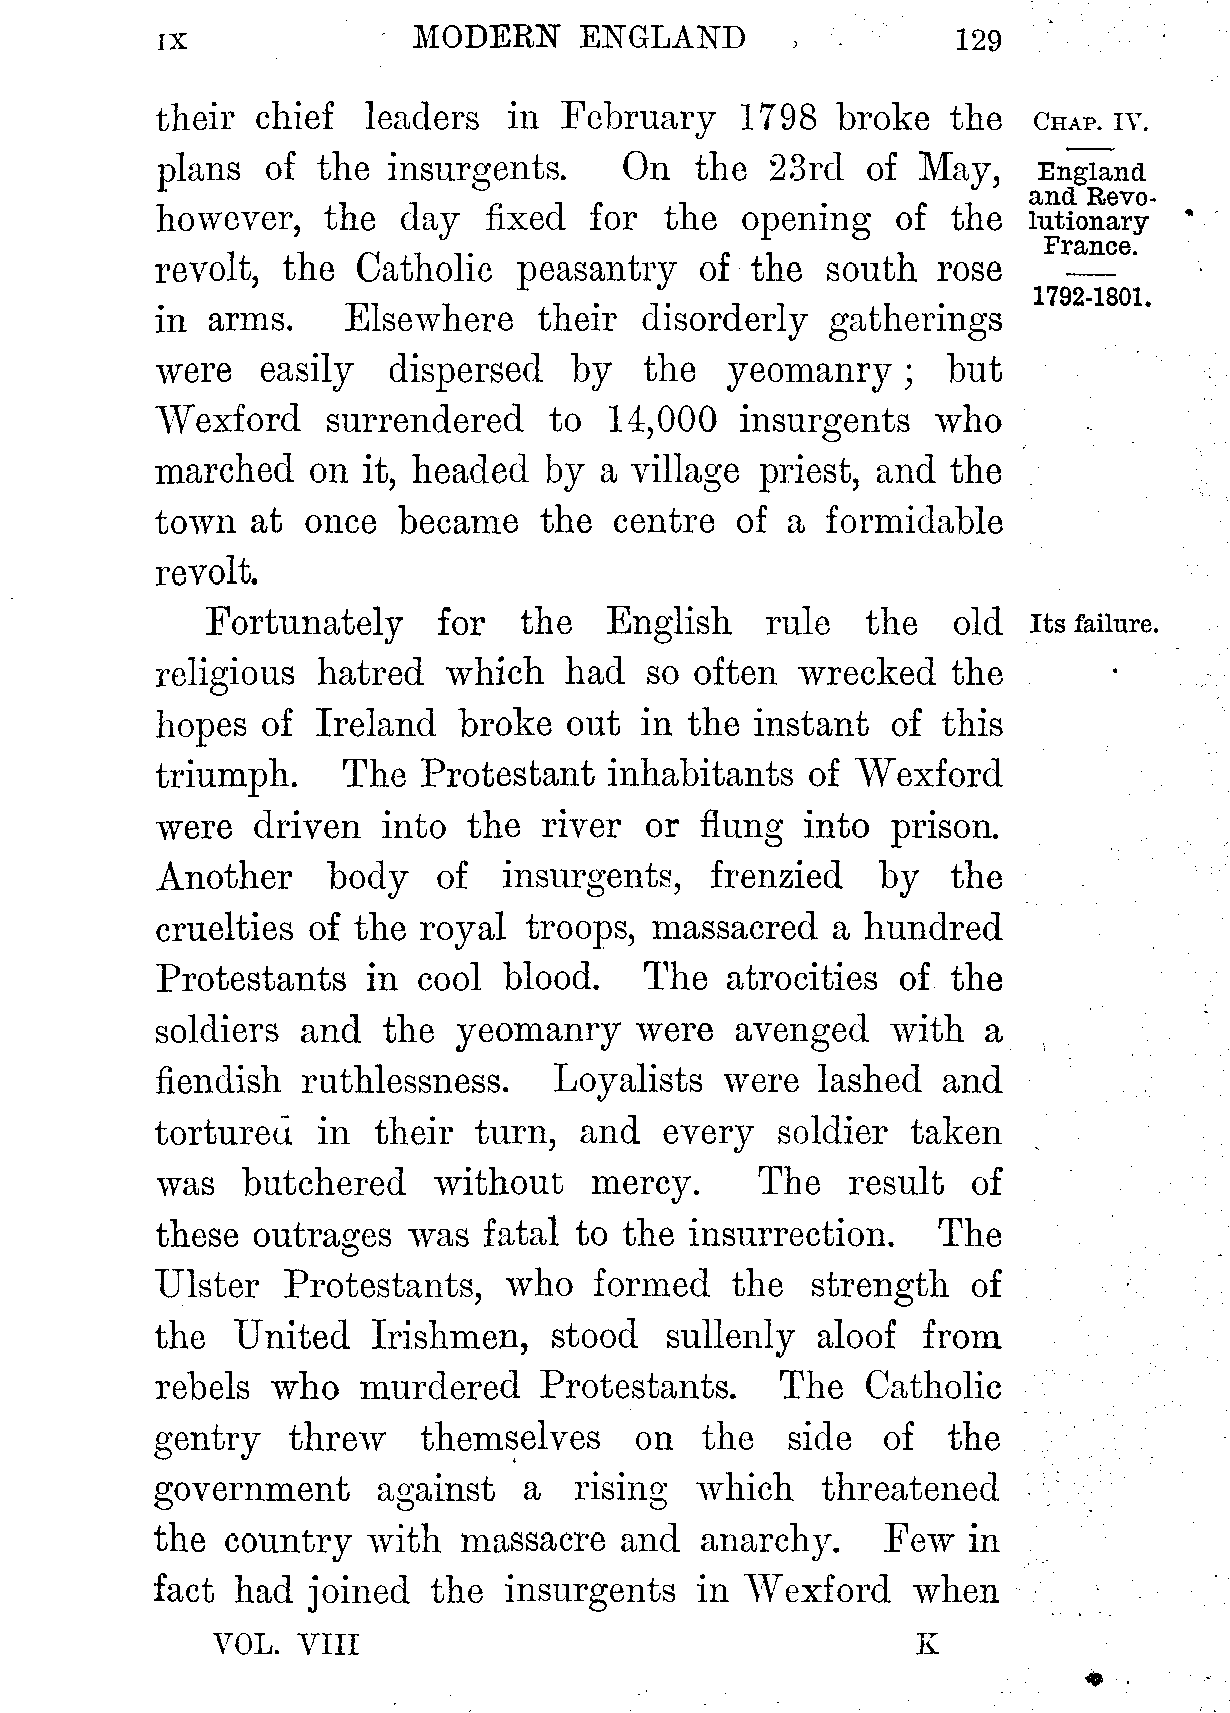 IX MODERN ENGLAND 129
their chief leaders in February 1798 broke the
plans of the insurgents. On the 23rd of May,
however, the day fixed for the opening of the
revolt, the Catholic peasantry of the south rose
in arms. Elsewhere their disorderly gatherings
were easily dispersed by the yeomanry; but
Wexford surrendered to 14,000 insurgents who
marched on it, headed by a village priest, and the
town at once became the centre of a formidable
revolt.
Fortunately for the English rule the old
religious hatred which had so often wrecked the
hopes of Ireland broke out in the instant of this
triumph. The Protestant inhabitants of Wexford
were driven into the river or flung into prison.
Another body of insurgents, frenzied by the
cruelties of the royal troops, massacred a hundred
Protestants in cool blood. The atrocities of the
soldiers and the yeomanry were avenged with a
fiendish ruthlessness. Loyalists were lashed and
tortured in their turn, and every soldier taken
was butchered without mercy. The result of
these outrages was fatal to the insurrection. The
Ulster Protestants, who formed the strength of
the United Irishmen, stood sullenly aloof from
rebels who murdered Protestants. The Catholic
gentry threw themselves on the side of the
government against a rising which threatened
the country with massacre and anarchy. Few in
fact had joined the insurgents in Wexford when
VOL. VIII K
CHAP. IV.
England
and Revo-
lutionary
France.
1792-1801.
Its failure.